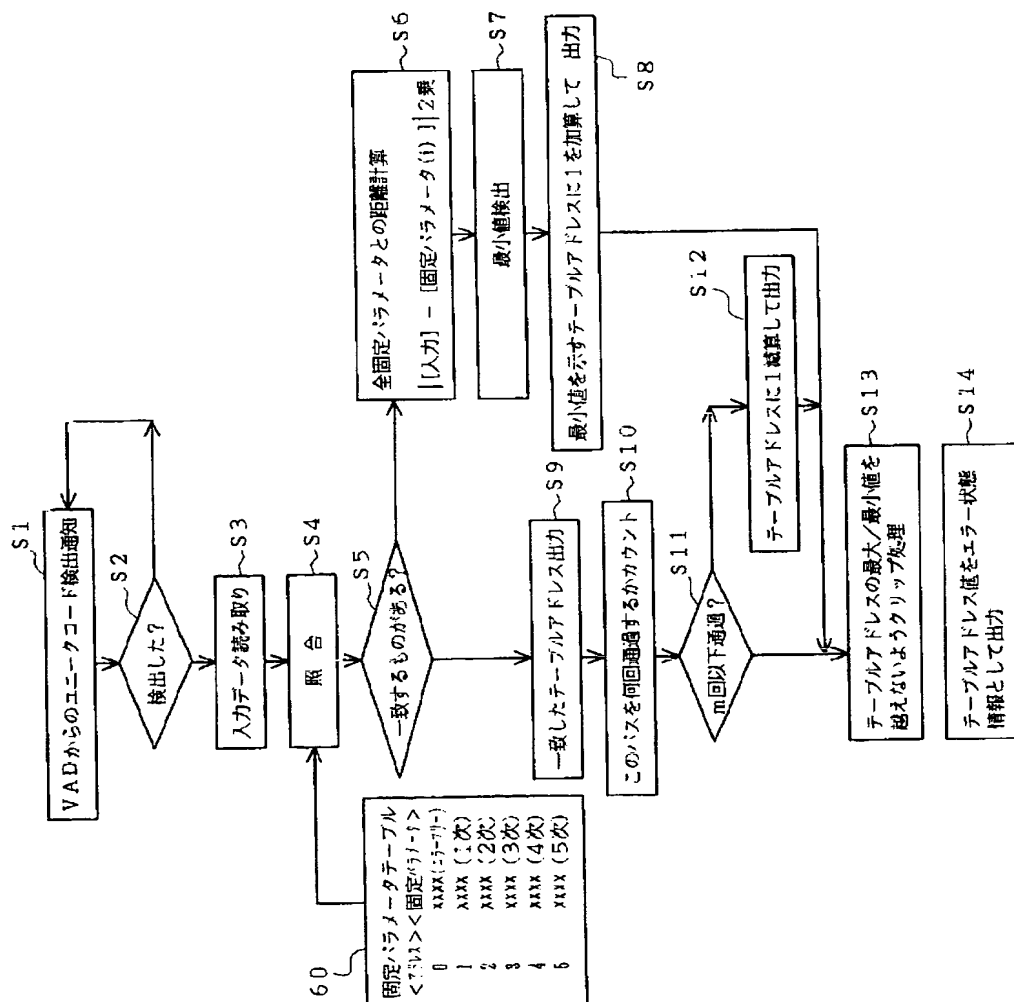 S1
VADからのユニークコード検出通知
S2
検出した?
S3
入力データ読み取り
S4
照 合
S5
一致するものがある?
60
固定パラメータテーブル
<アドレス><固定パラメータ>
0 xxxx(エラーフリー)
1 xxxx(1次)
2 xxxx(2次)
3 xxxx(3次)
4 xxxx(4次)
5 xxxx(5次)
S6
全固定パラメータとの距離計算
|[入力] - [固定パラメータ(i)]|2乗
S7
最小値検出
最小値を示すテーブルアドレスに1を加算して 出力
S8
S9
一致したテーブルアドレス出力
S10
このパスを何回通過するかカウント
S11
m回以下通過?
S12
テーブルアドレスに1減算して出力
S13
テーブルアドレスの最大/最小値を
越えないようクリップ処理
S14
テーブルアドレス値をエラー状態
情報として出力